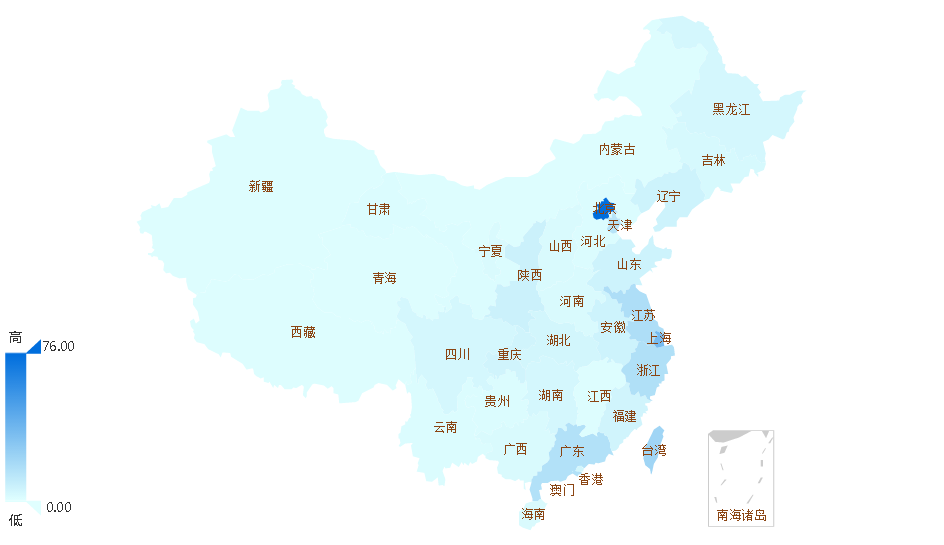 黑龙江
内蒙古
吉林
新疆
辽宁
甘肃
北京
天津
宁夏
山西
河北
山东
陕西
青海
河南
江苏
安徽
西藏
高
上海
湖北
76.00
四川
重庆
浙江
湖南
江西
贵州
福建
云南
广西
广东
台湾
香港
澳门
0.00
海南
南海诸岛
低